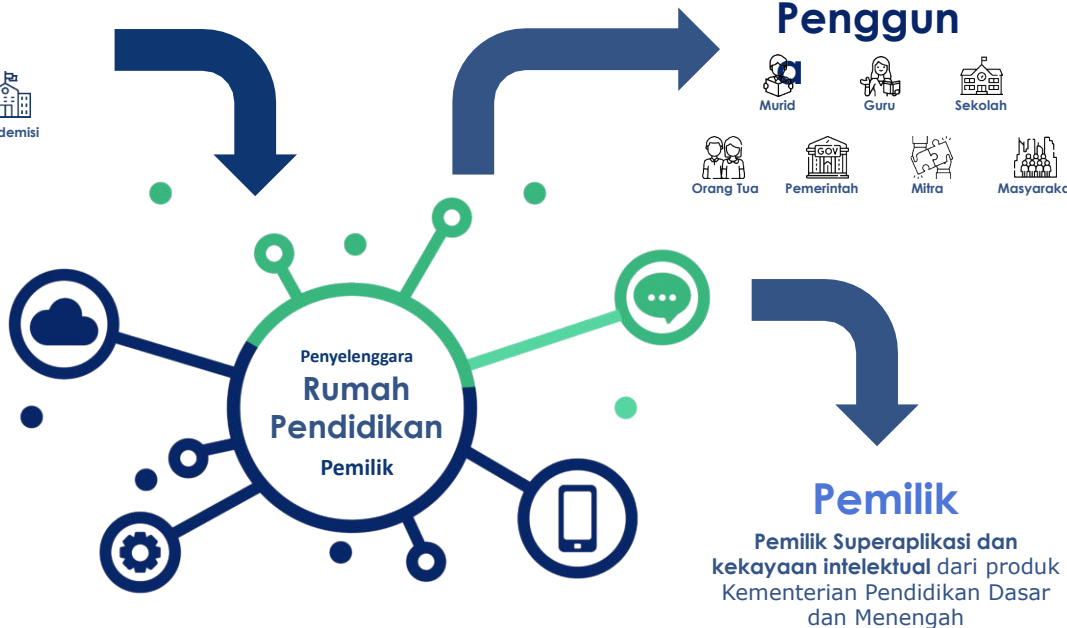 Penggun
a
Murid
Guru
Sekolah
demisi
Orang Tua
Pemerintah
Mitra
Masyaraka
GOV
Penyelenggara
Rumah
Pendidikan
Pemilik
Pemilik
Pemilik Superaplikasi dan
kekayaan intelektual dari produk
Kementerian Pendidikan Dasar
dan Menengah